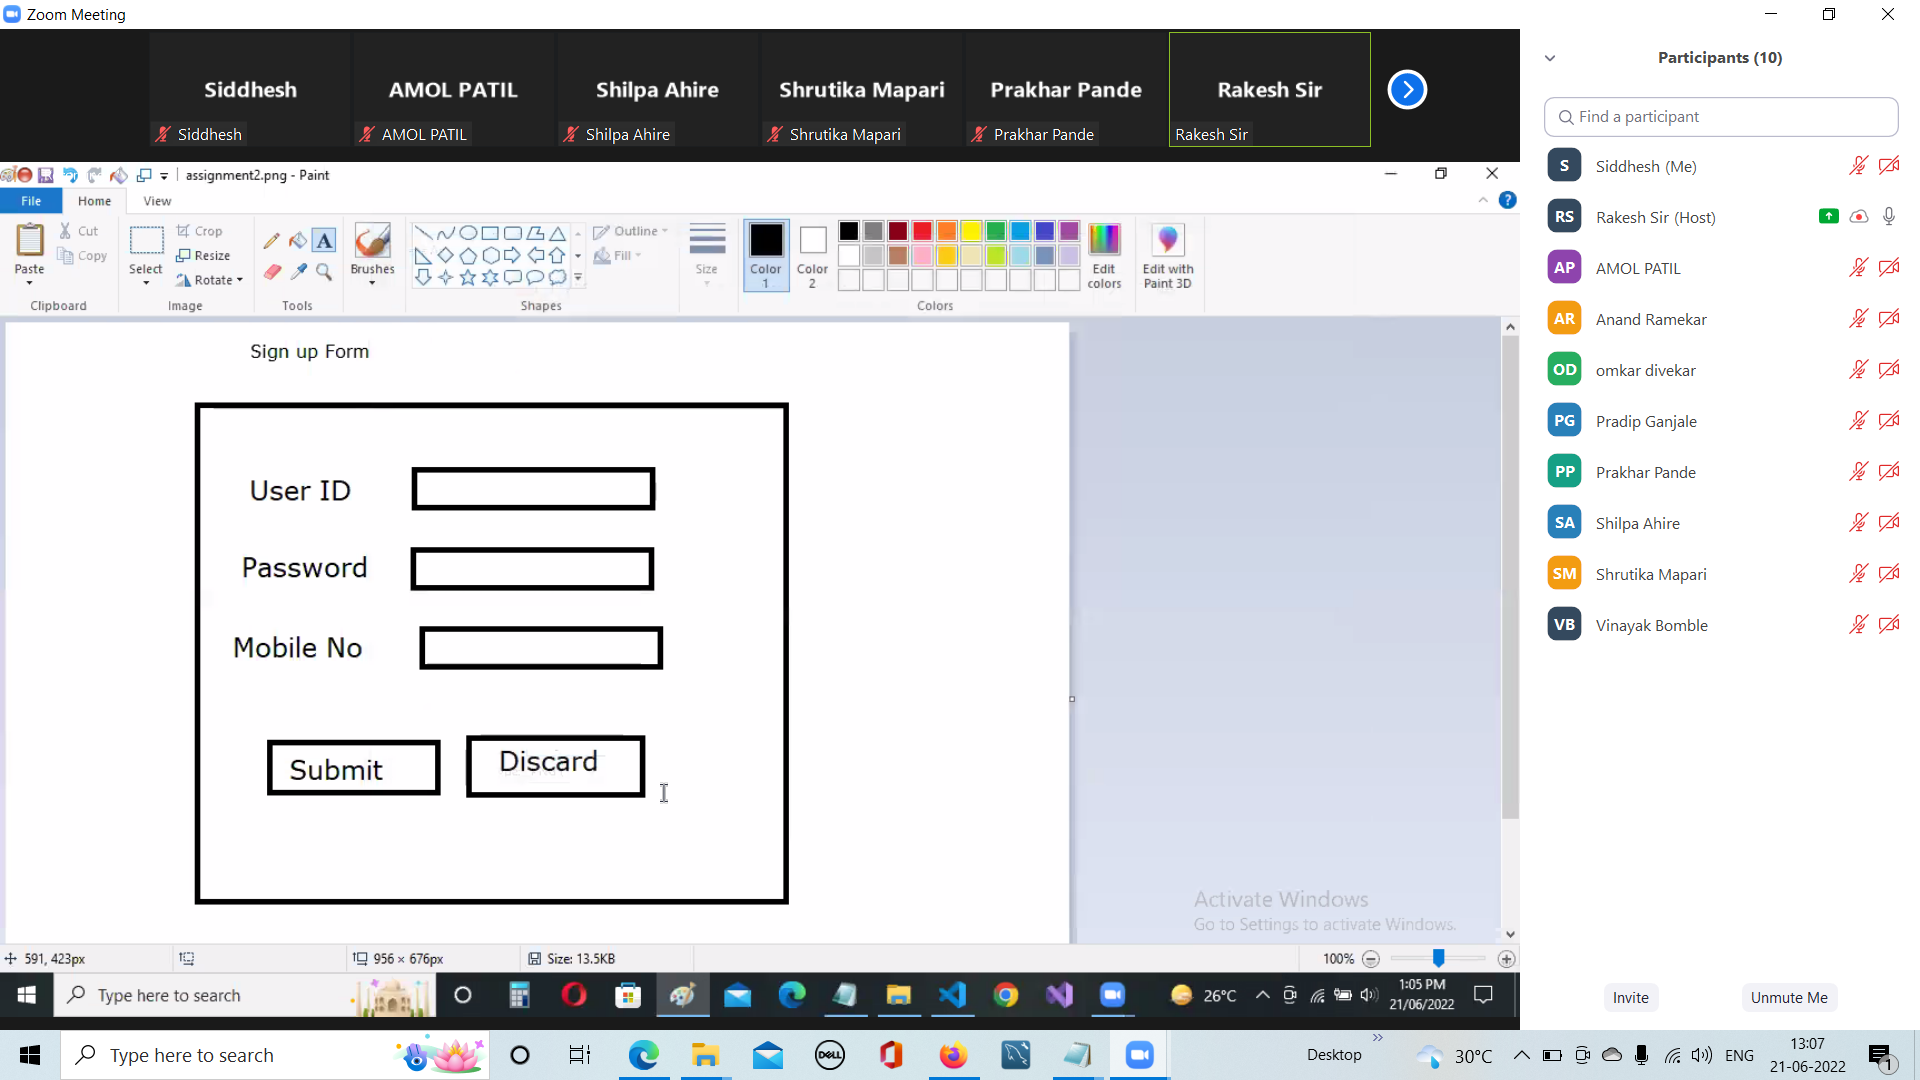 Zoom Meeting
Siddhesh AMOL PATIL Shilpa Ahire Shrutika Mapari Prakhar Pande Rakesh Sir
Siddhesh AMOL PATIL Shilpa Ahire Shrutika Mapari Prakhar Pande Rakesh Sir
assignment2.png - Paint
File Home View
Paste
Cut
Copy
Clipboard
Select
Crop
Resize
Rotate
Image
A
Tools
Brushes
Outline
Fill
Shapes
Size
Color 1
Color 2
Edit colors
Colors
Edit with Paint 3D
Sign up Form
User ID
Password
Mobile No
Submit Discard
Activate Windows
Go to Settings to activate Windows.
591, 423px
956 × 676px
Size: 13.5KB
100%
Type here to search
26°C
1:05 PM
21/06/2022
Participants (10)
Find a participant
S Siddhesh (Me)
RS Rakesh Sir (Host)
AP AMOL PATIL
AR Anand Ramekar
OD omkar divekar
PG Pradip Ganjale
PP Prakhar Pande
SA Shilpa Ahire
SM Shrutika Mapari
VB Vinayak Bomble
Invite Unmute Me
Type here to search
DELL
Desktop
30°C
ENG
13:07
21-06-2022
1